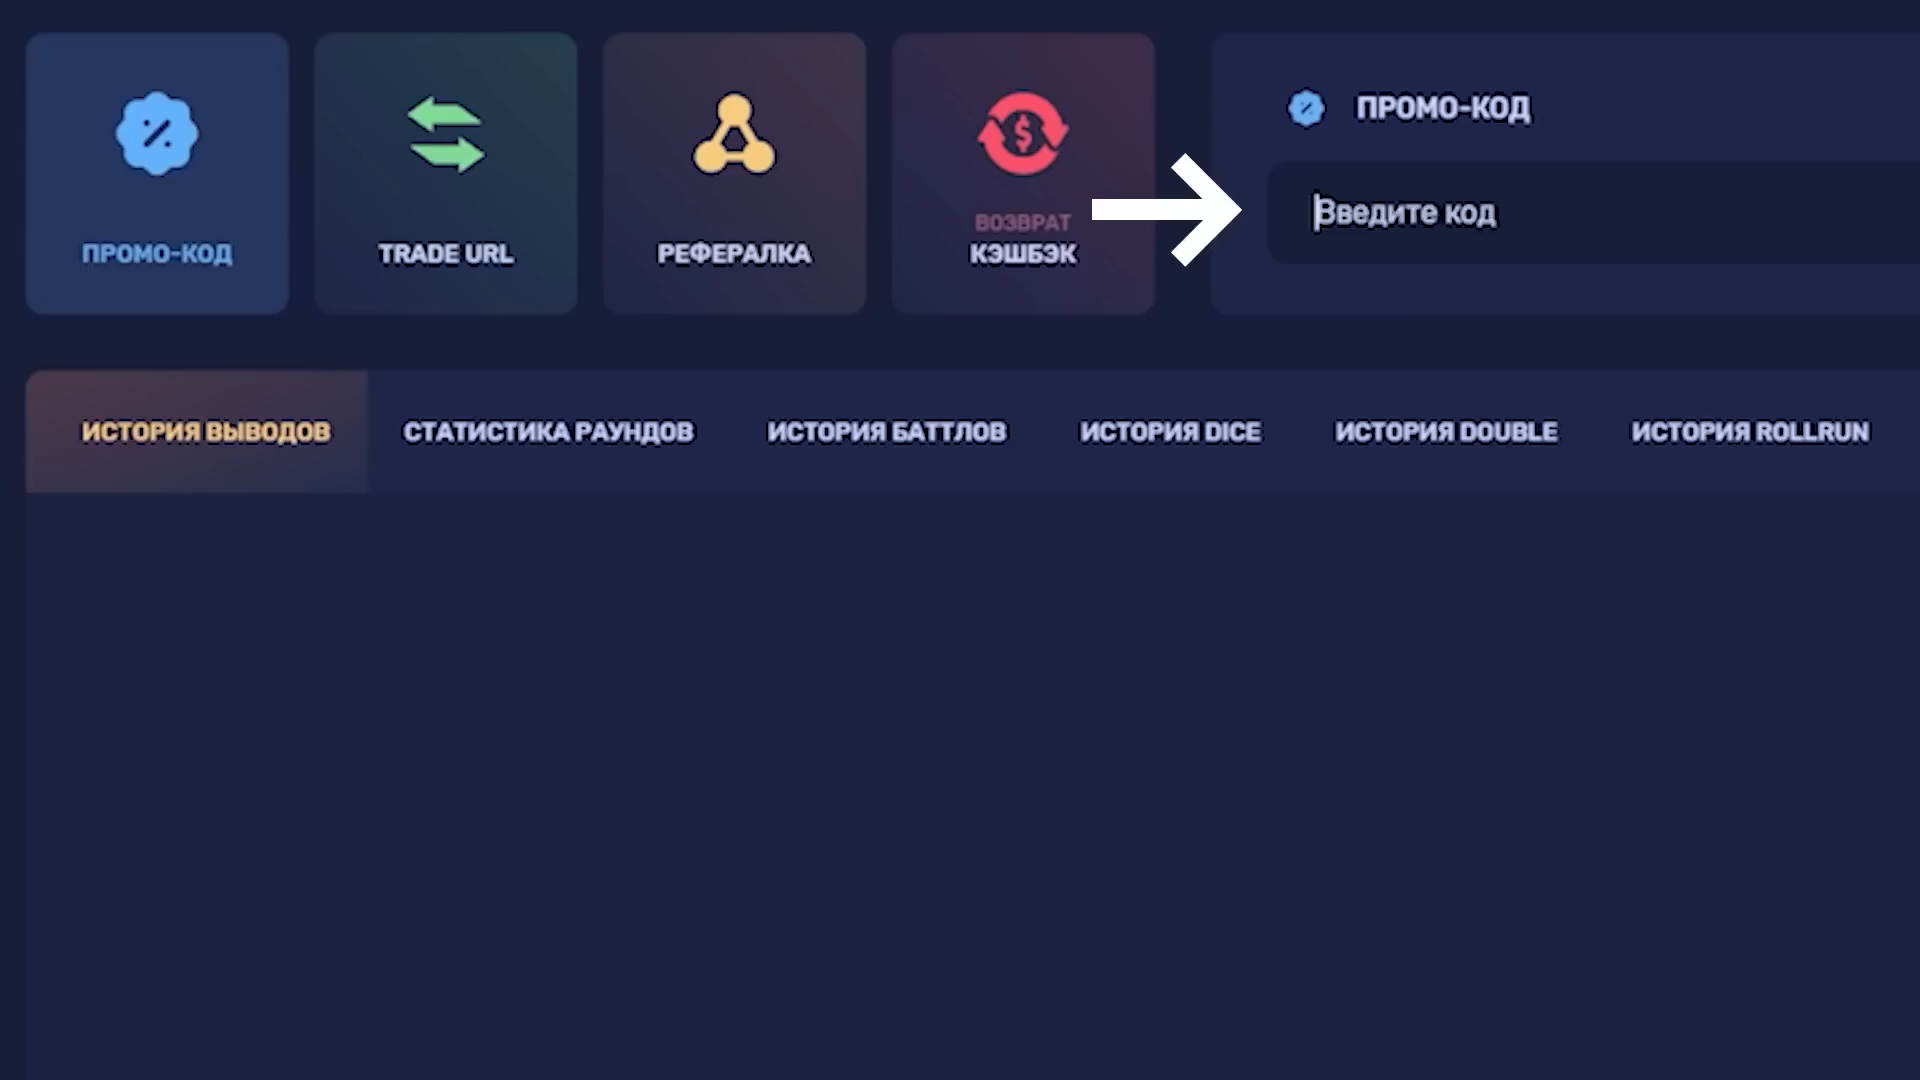 ПРОМО-КОД
TRADE URL
РЕФЕРАЛКА
ВОЗВРАТ
КЭШБЭК
ПРОМО-КОД
Введите код
ИСТОРИЯ ВЫВОДОВ
СТАТИСТИКА РАУНДОВ
ИСТОРИЯ БАТТЛОВ
ИСТОРИЯ DICE
ИСТОРИЯ DOUBLE
ИСТОРИЯ ROLLRUN